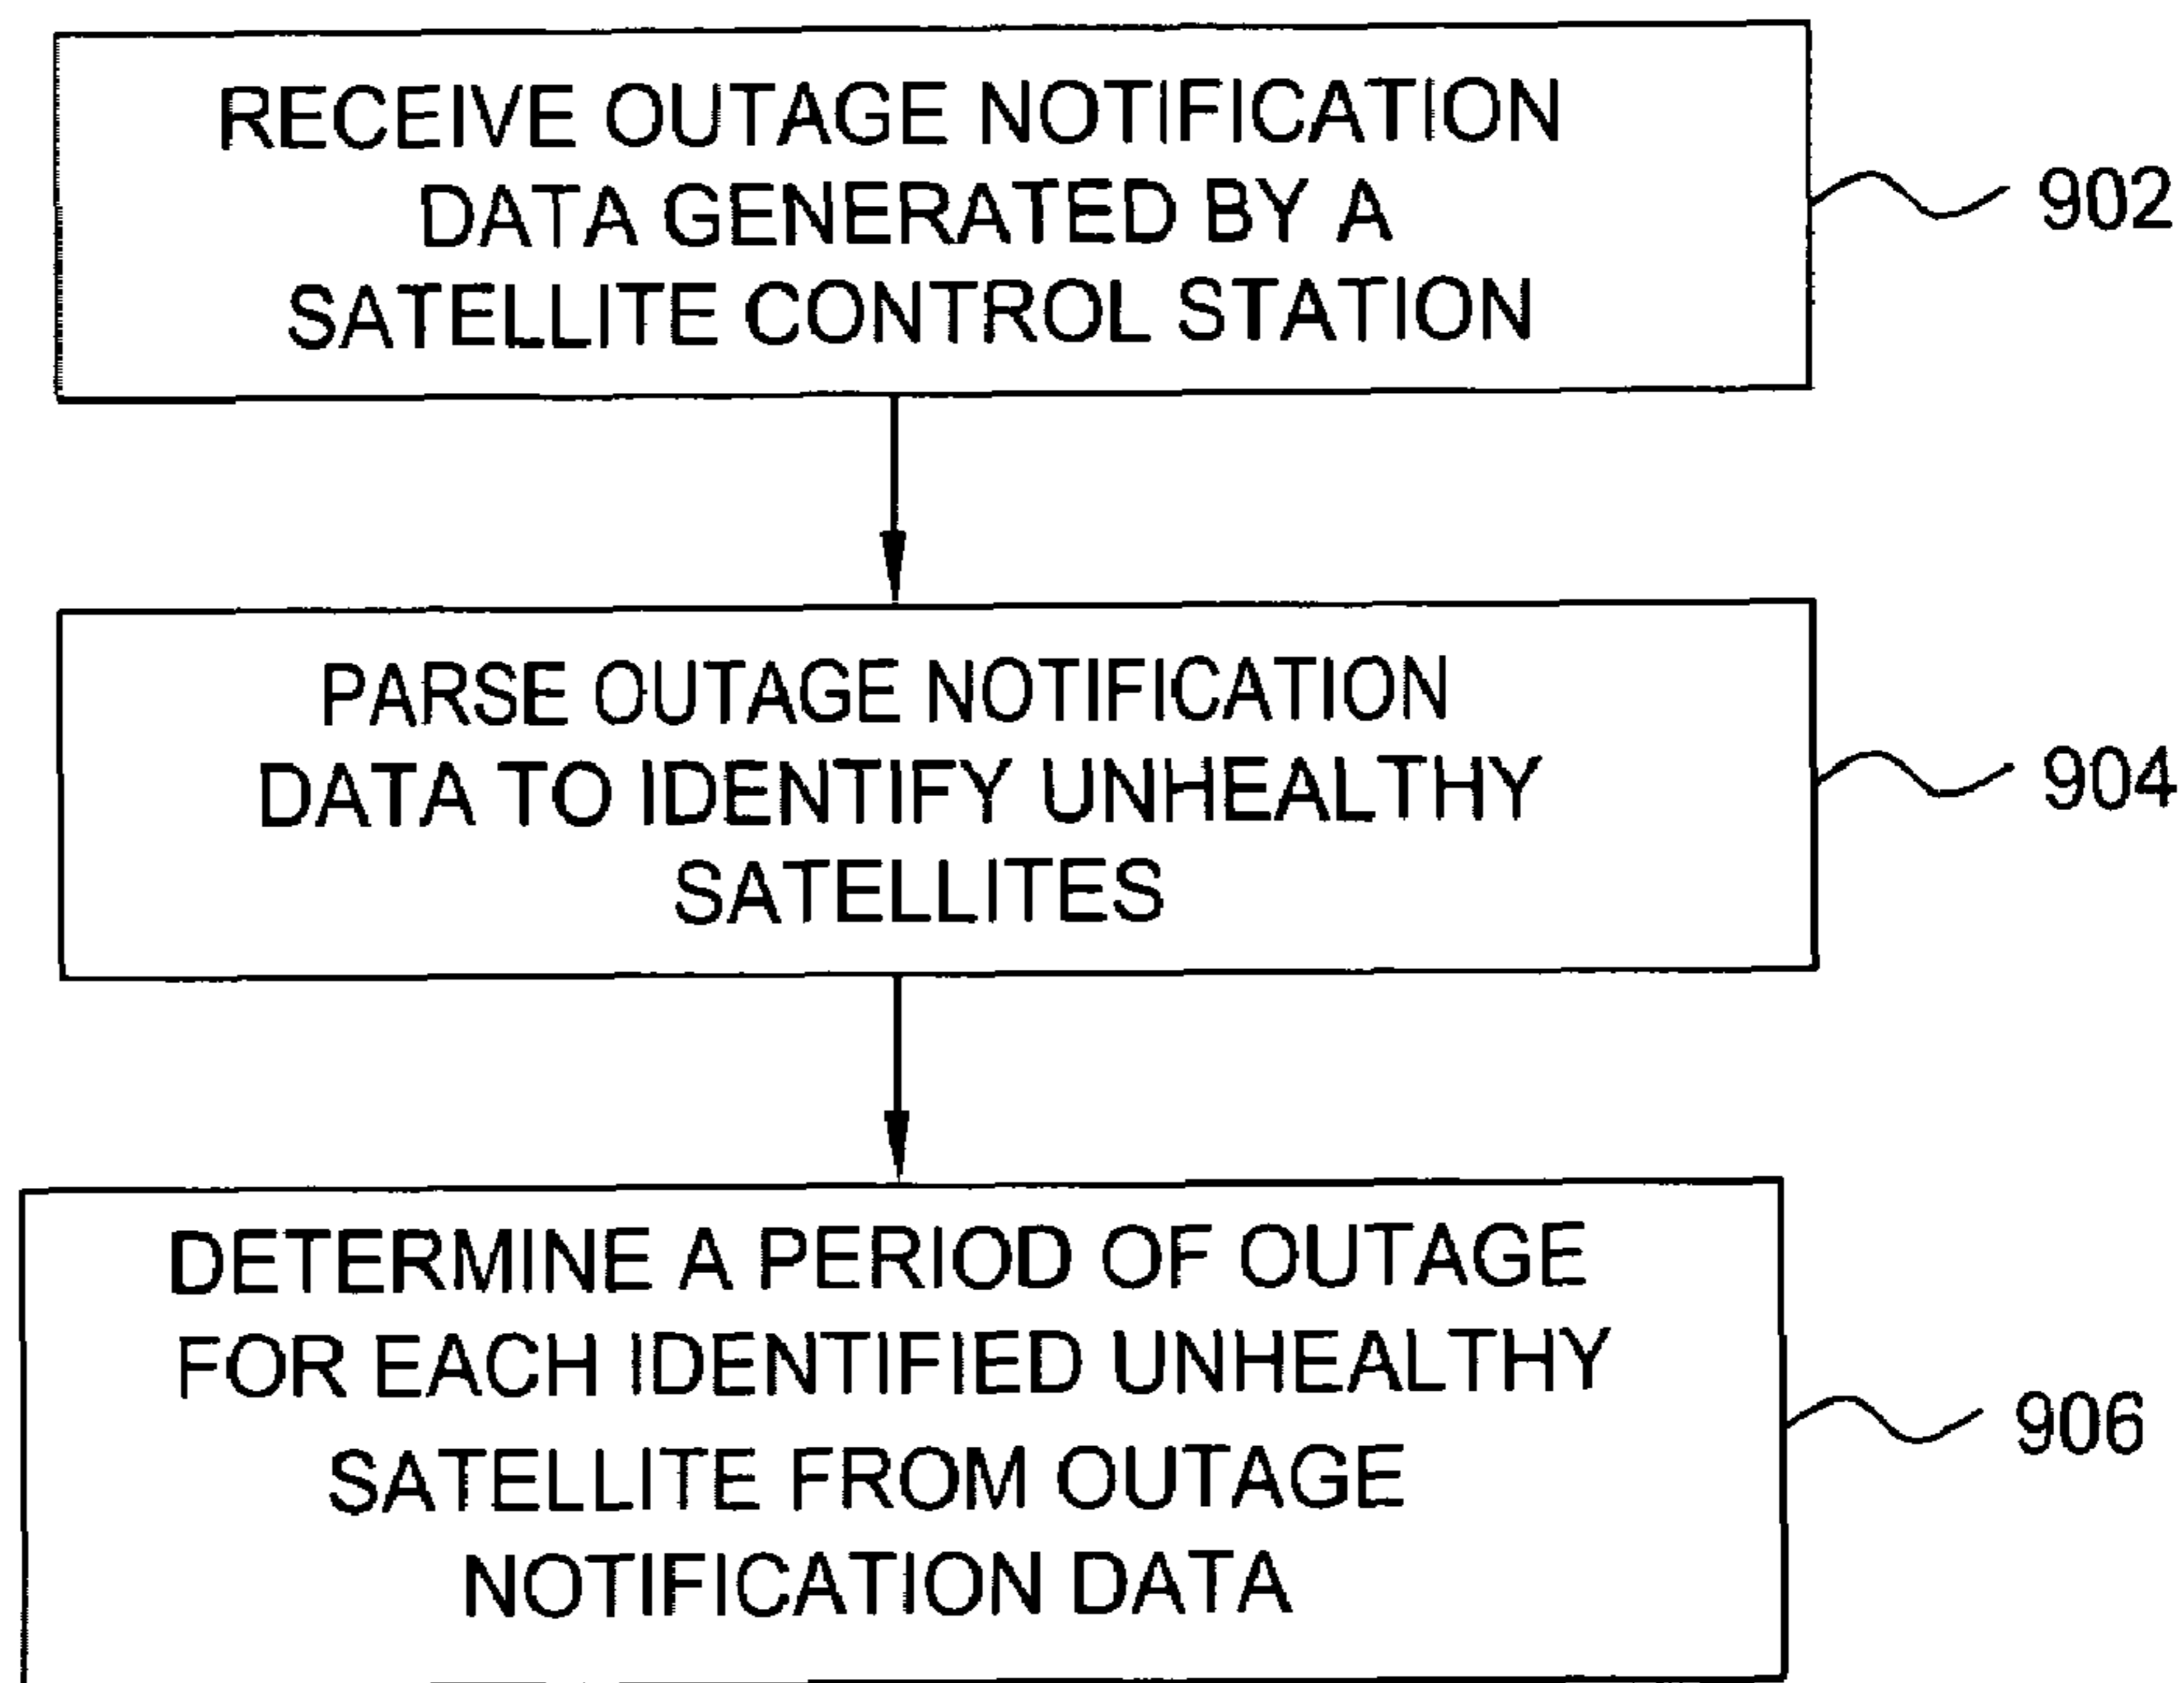 RECEIVE OUTAGE NOTIFICATION
DATA GENERATED BY A
SATELLITE CONTROL STATION
902
PARSE OUTAGE NOTIFICATION
DATA TO IDENTIFY UNHEALTHY
SATELLITES
904
DETERMINE A PERIOD OF OUTAGE
FOR EACH IDENTIFIED UNHEALTHY
SATELLITE FROM OUTAGE
NOTIFICATION DATA
906